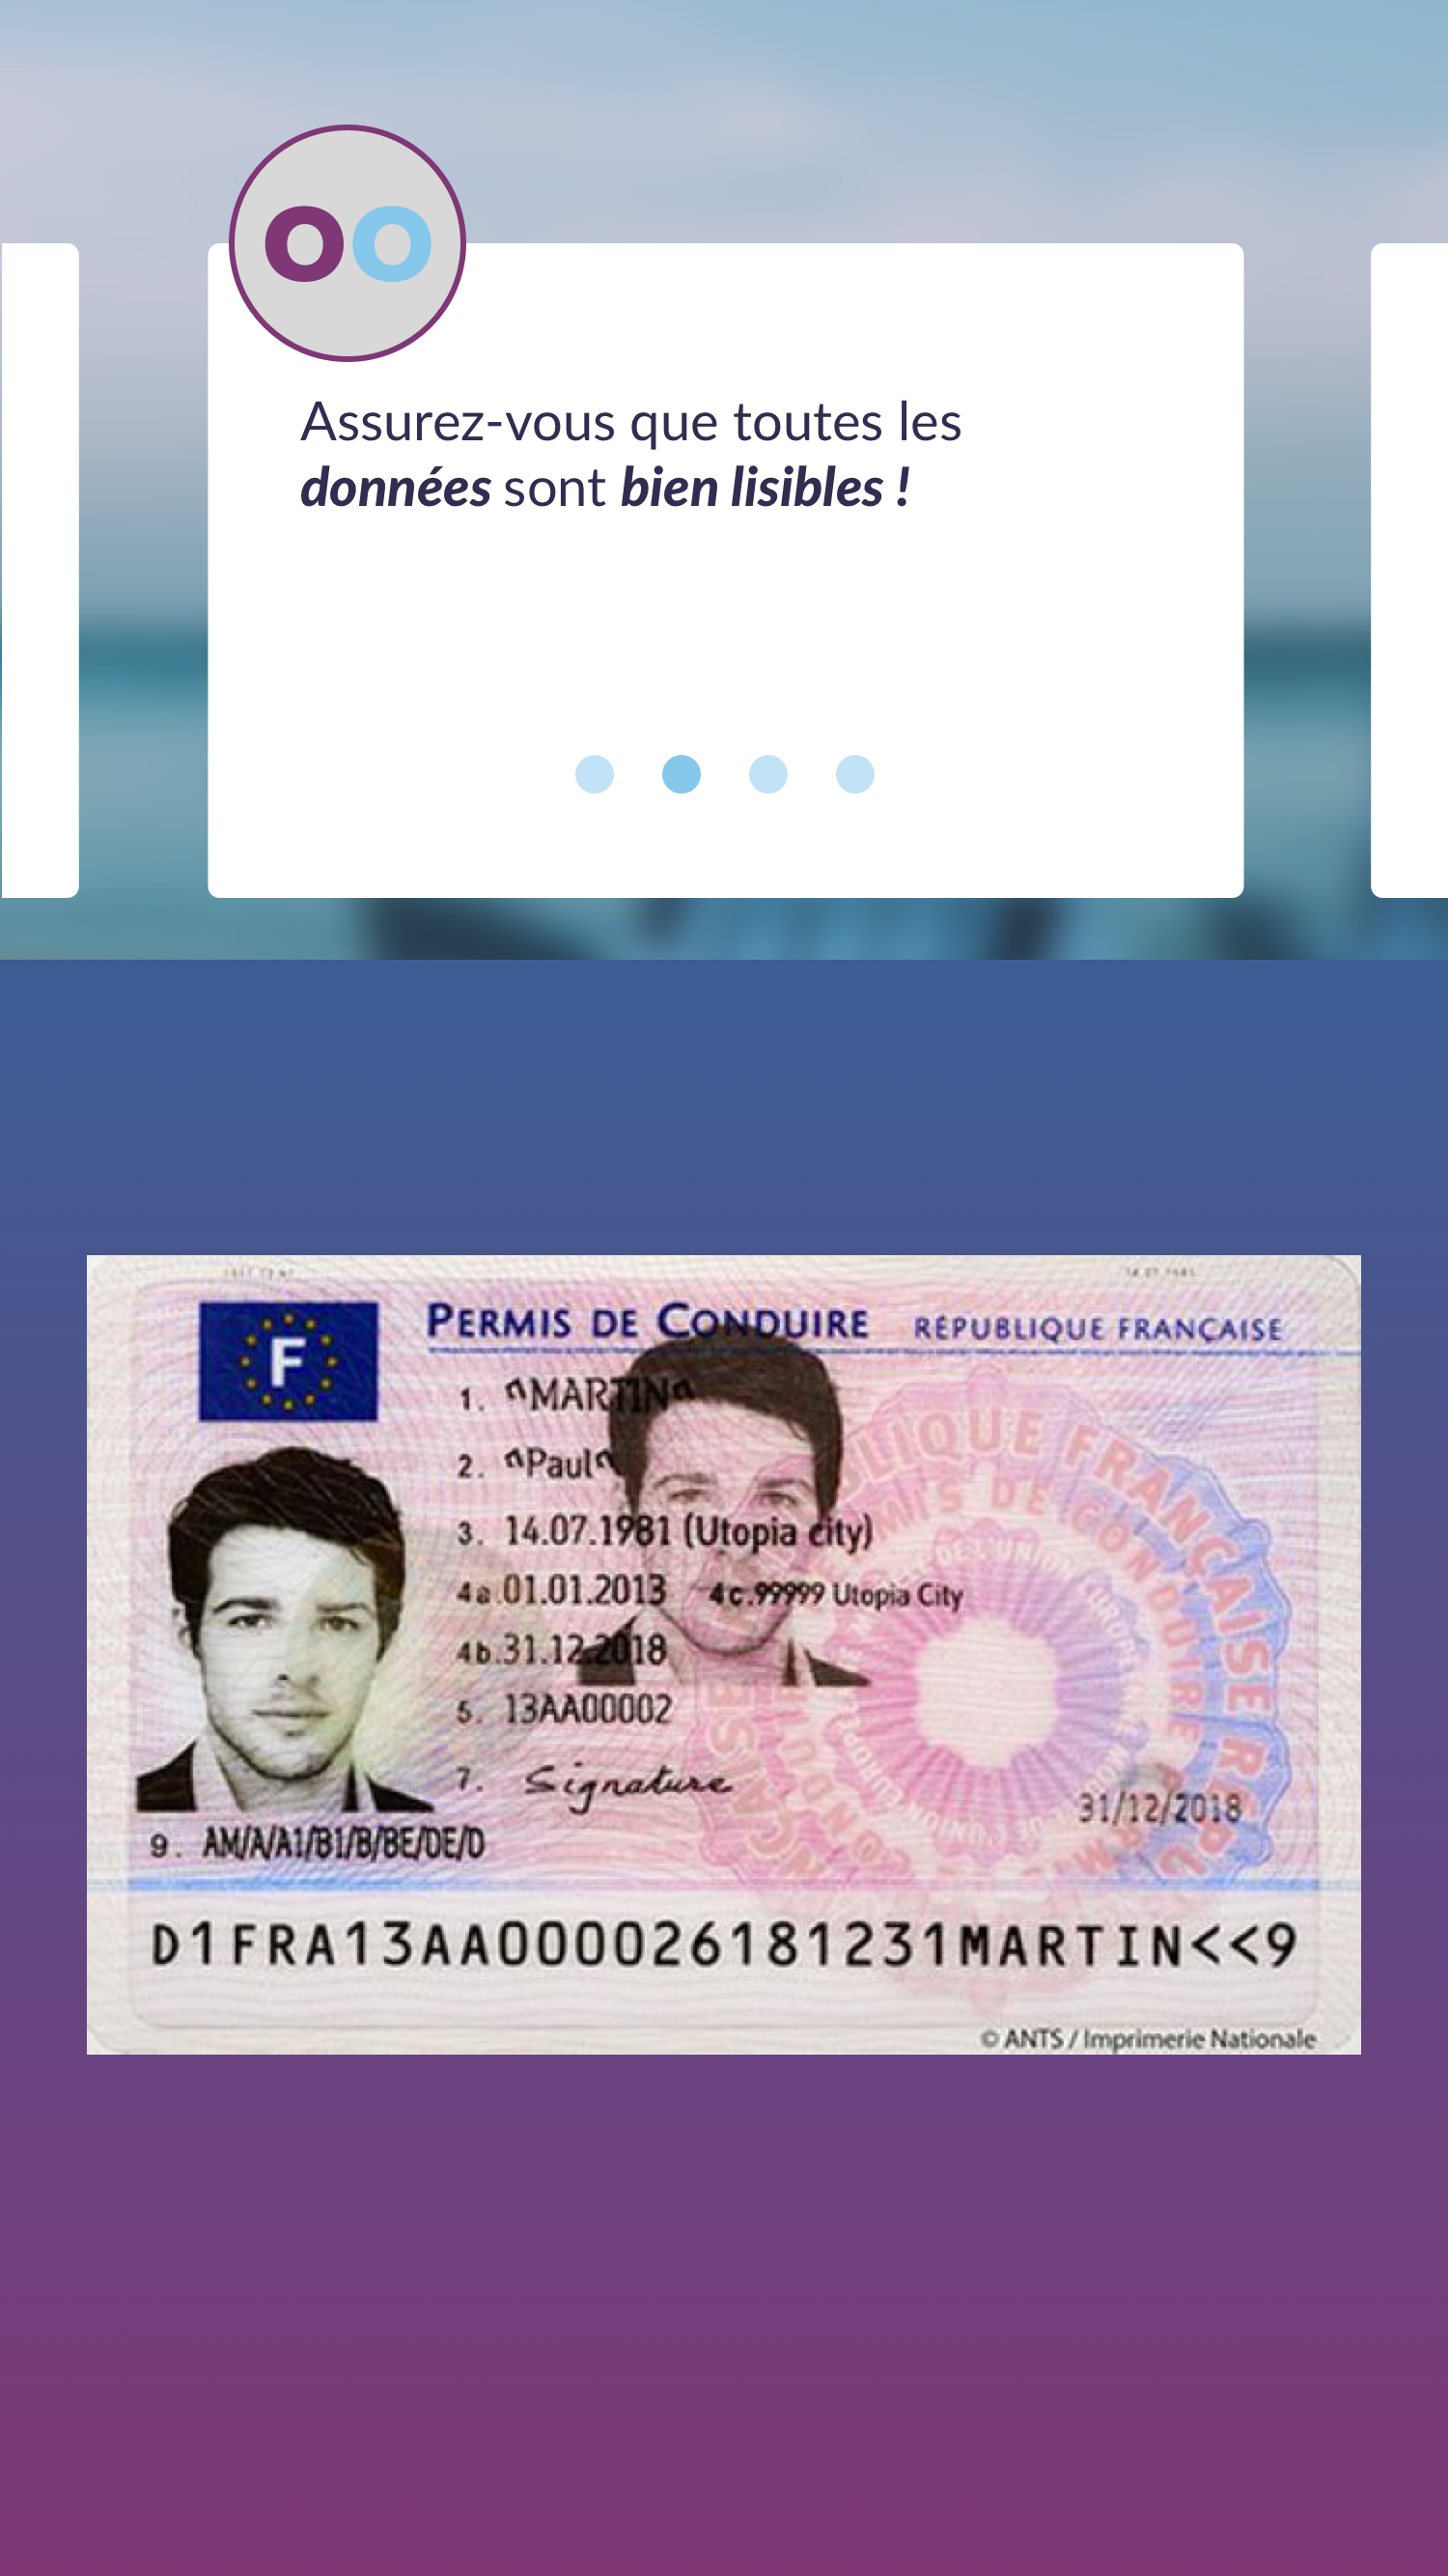 oo
Assurez-vous que toutes les
données sont bien lisibles !
F
PERMIS DE CONDUIRE RÉPUBLIQUE FRANÇAISE
1. MARTIN
2. Paul
3. 14.07.1981 (Utopia city)
4a.01.01.2013 4c.99999 Utopia City
4b.31.12.2018
5. 13AA00002
7. Signature
31/12/2018
9. AM/A/A1/B1/B/BE/DE/D
D1FRA13AA000026181231MARTIN<<9
© ANTS / Imprimerie Nationale